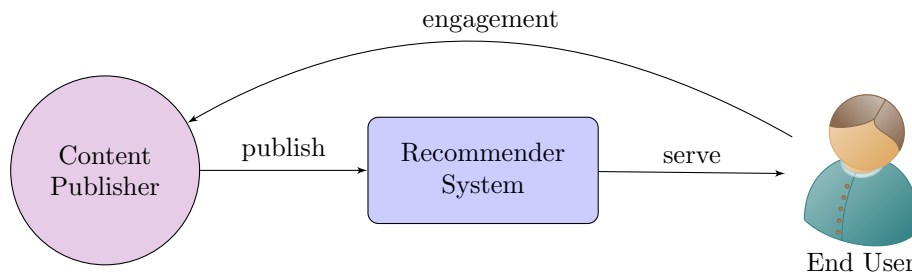 engagement
Content
Publisher
publish
Recommender
System
serve
End User